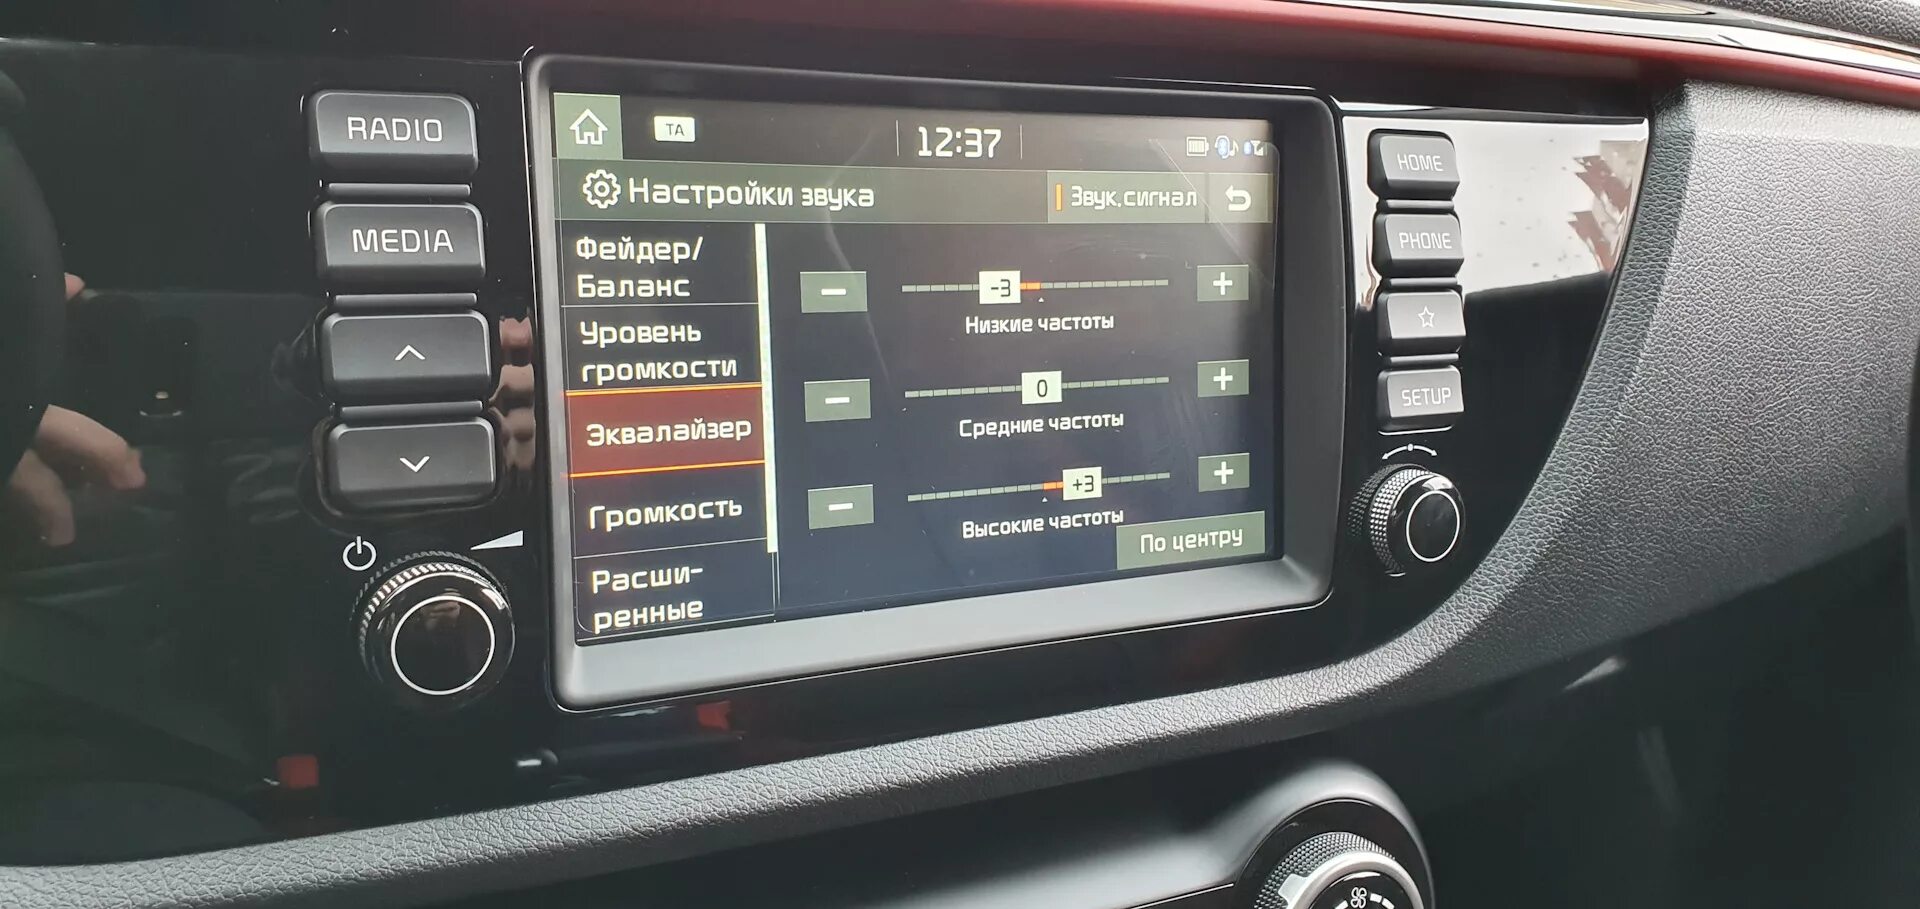 RADIO
MEDIA
TA
12:37
Настройки звука
Звук.сигнал
Фейдер/
Баланс
Уровень
громкости
Эквалайзер
Громкость
Расши-
ренные
-3
Низкие частоты
0
Средние частоты
+3
Высокие частоты
По центру
HOME
PHONE
SETUP